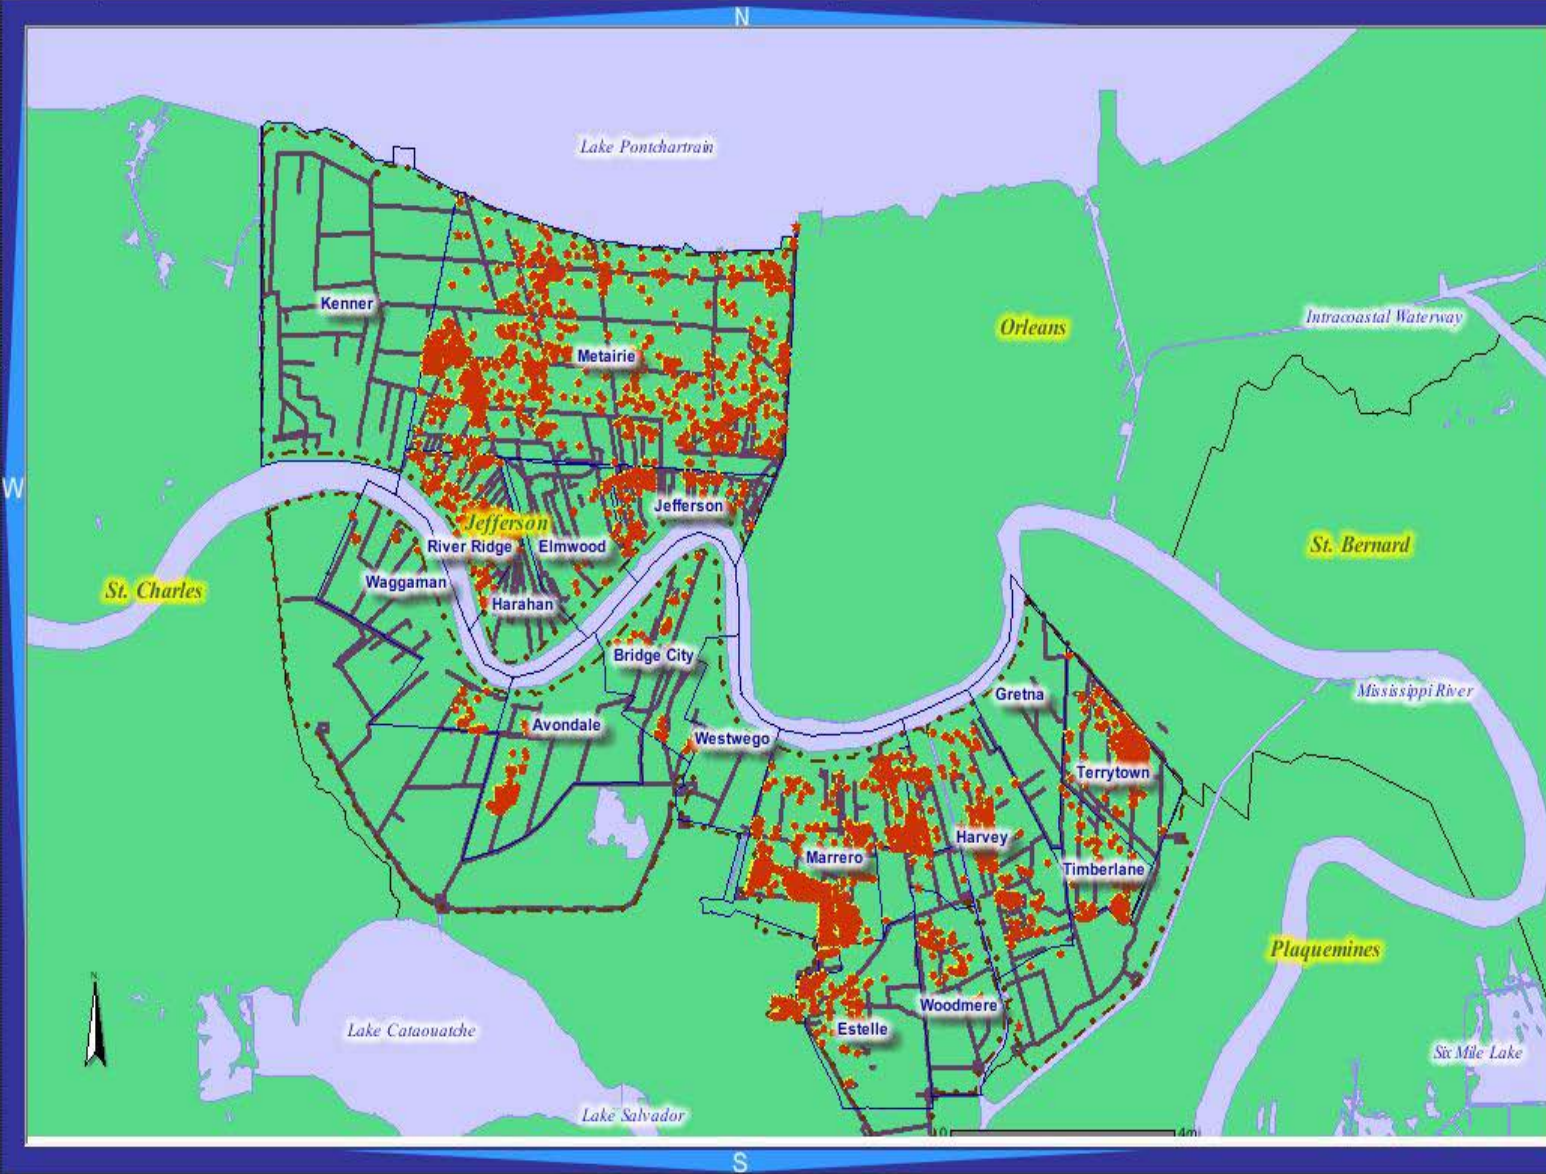 N
Lake Pontchartrain
Kenner
Intracoastal Waterway
Orleans
Metairie
W
Jefferson
Jefferson
River Ridge
Elmwood
St. Bernard
Waggaman
St. Charles
Harahan
Bridge City
Gretna
Mississippi River
Avondale
Westwego
Terrytown
Harvey
Marrero
Timberlane
Plaquemines
N
Woodmere
Estelle
Lake Cataouatche
Six Mile Lake
Lake Salvador
0 4m
S